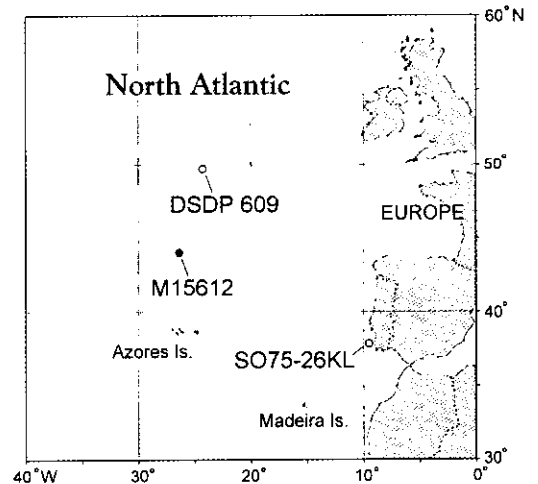 60°N
North Atlantic
50°
DSDP 609
EUROPE
M15612
40°
Azores Is.
SO75-26KL
Madeira Is.
30°
40°W
30°
20°
10°
0°